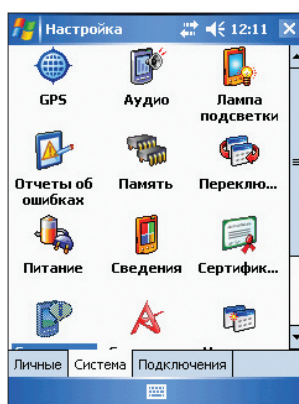 Настройка 12:11
GPS Аудио Лампа подсветки
Отчеты об ошибках Память Переклю...
Питание Сведения Сертифик...
Личные Система Подключения